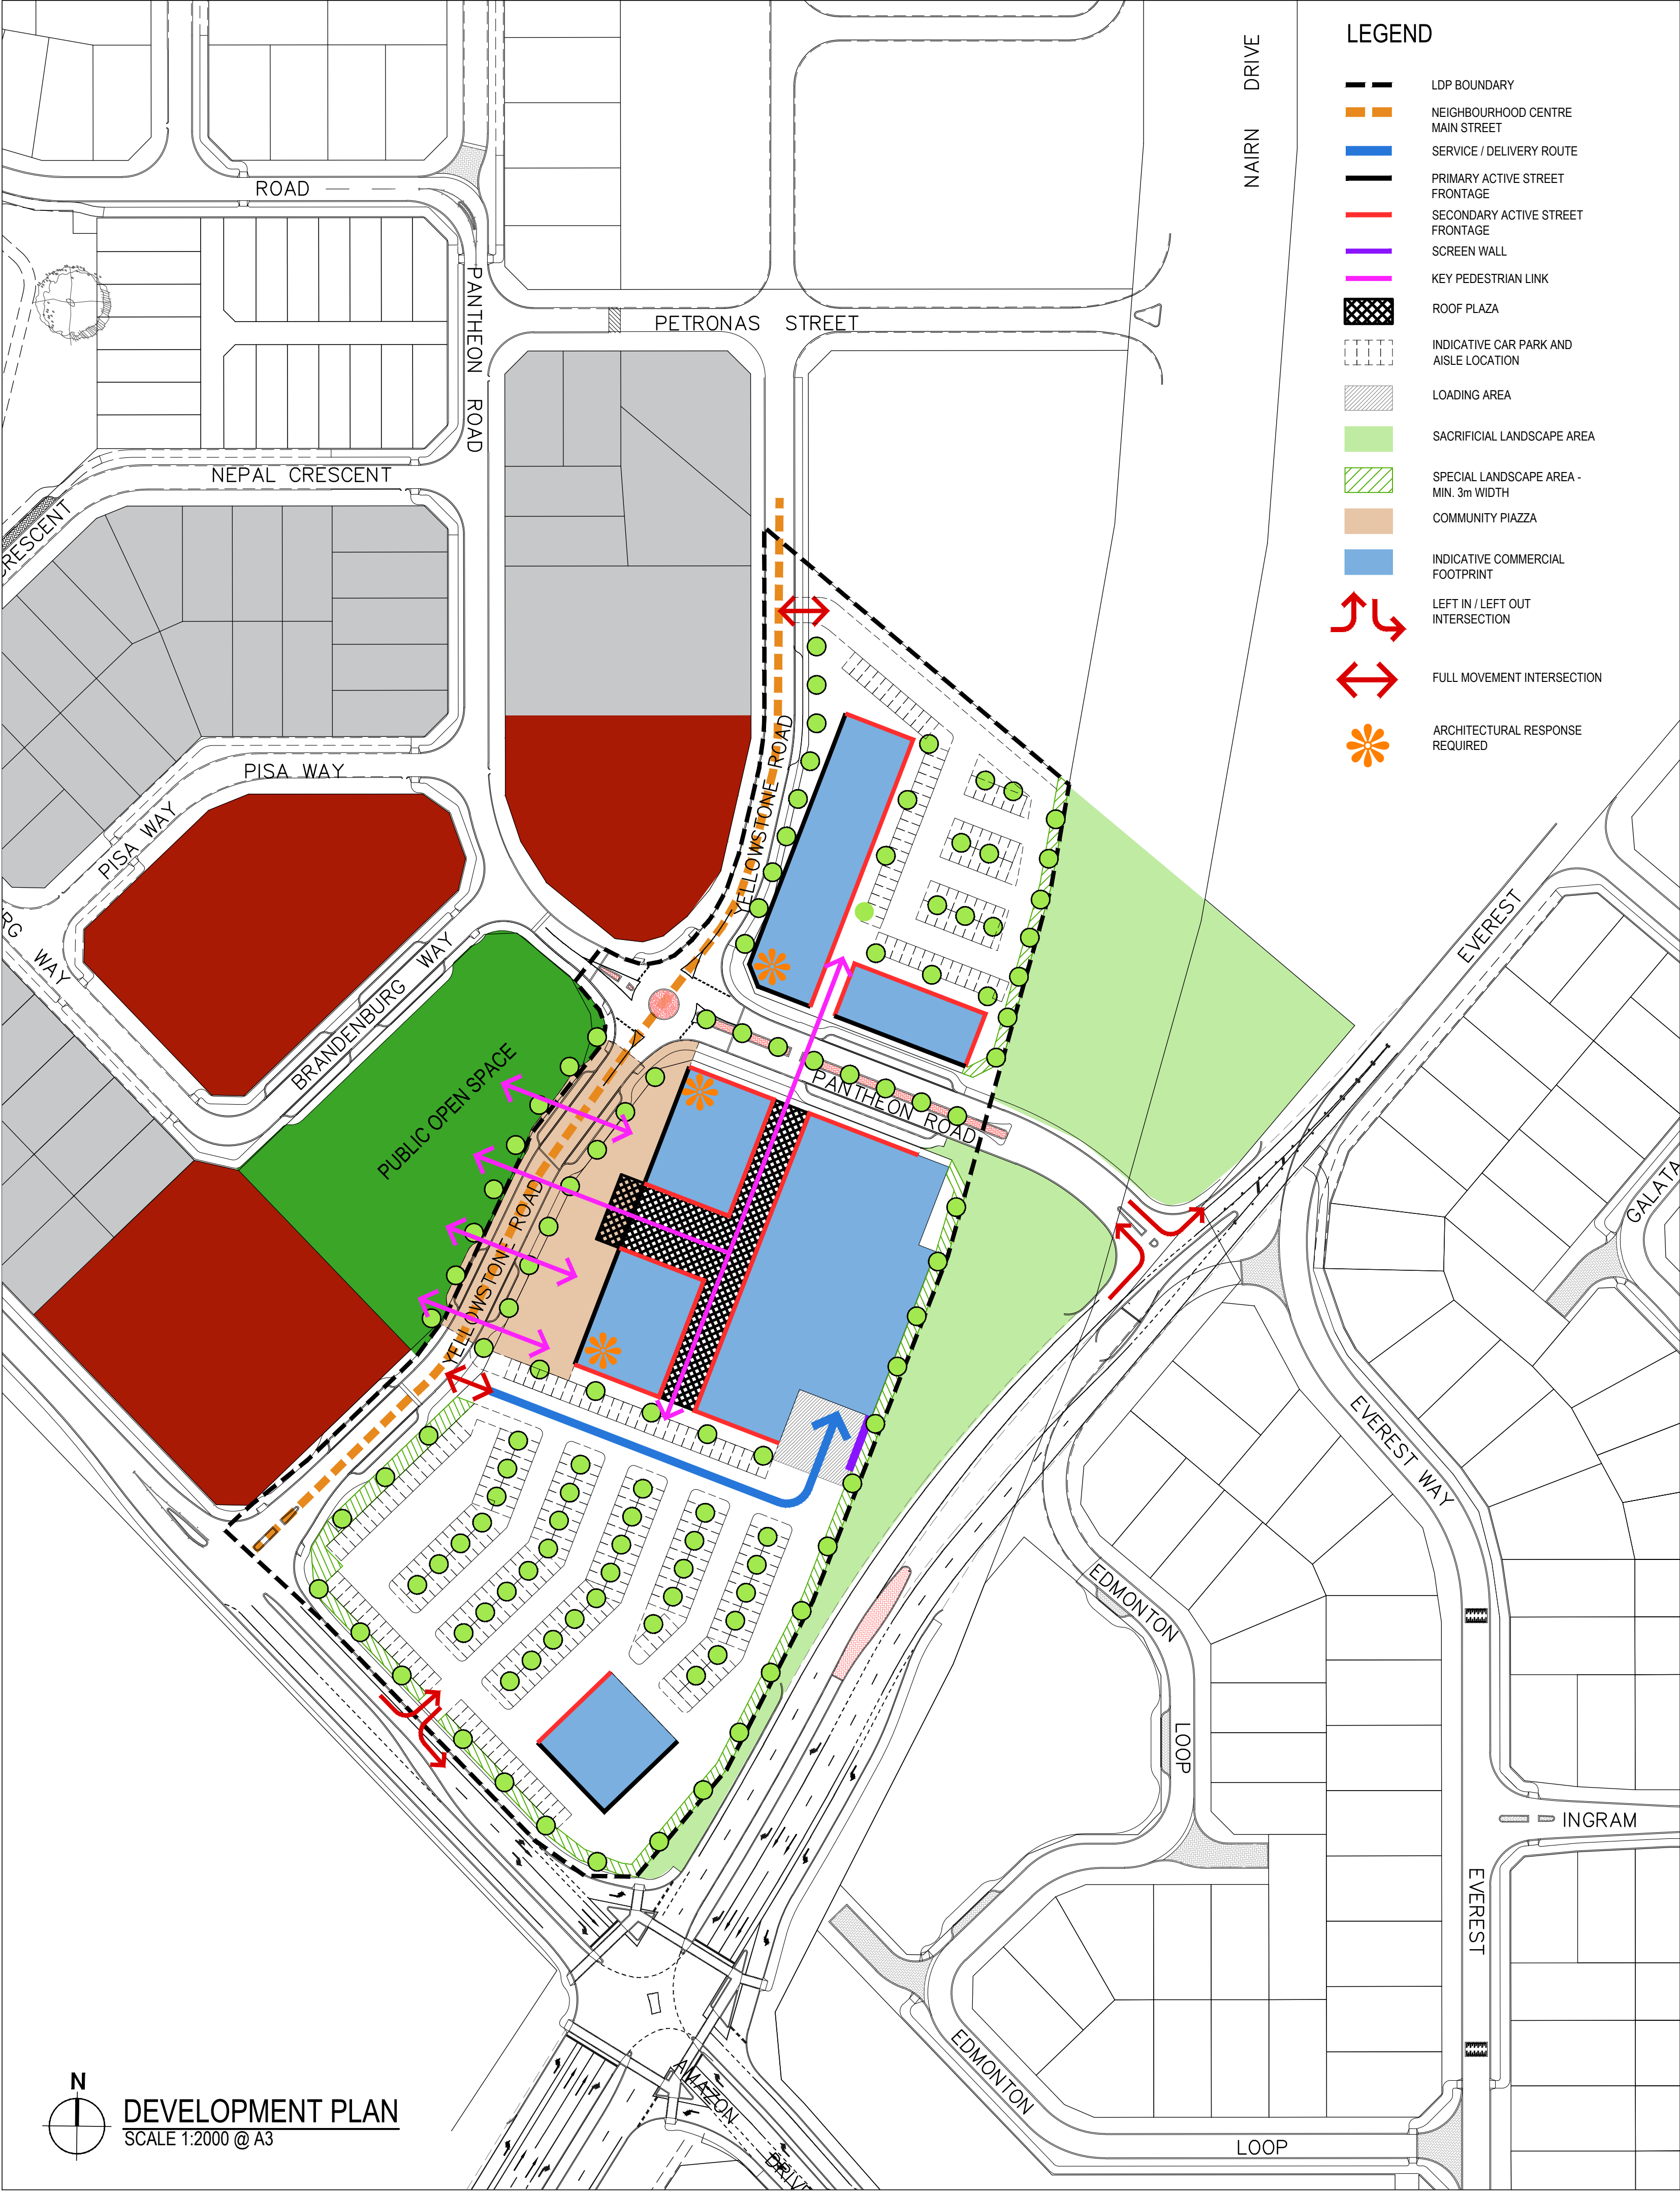 LEGEND
LDP BOUNDARY
NEIGHBOURHOOD CENTRE
MAIN STREET
SERVICE / DELIVERY ROUTE
PRIMARY ACTIVE STREET
FRONTAGE
SECONDARY ACTIVE STREET
FRONTAGE
SCREEN WALL
KEY PEDESTRIAN LINK
ROOF PLAZA
INDICATIVE CAR PARK AND
AISLE LOCATION
LOADING AREA
SACRIFICIAL LANDSCAPE AREA
SPECIAL LANDSCAPE AREA -
MIN. 3m WIDTH
COMMUNITY PIAZZA
INDICATIVE COMMERCIAL
FOOTPRINT
LEFT IN / LEFT OUT
INTERSECTION
FULL MOVEMENT INTERSECTION
ARCHITECTURAL RESPONSE
REQUIRED
NAIRN DRIVE
ROAD
PANTHEON ROAD
PETRONAS STREET
NEPAL CRESCENT
CRESCENT
PISA WAY
PISA WAY
YELLOWSTONE ROAD
RG WAY
BRANDENBURG WAY
PUBLIC OPEN SPACE
PANTHEON ROAD
YELLOWSTONE ROAD
EVEREST
GALATA
EVEREST WAY
EDMONTON
LOOP
INGRAM
EVEREST
EDMONTON
LOOP
AMAZON
DRIVE
N
DEVELOPMENT PLAN
SCALE 1:2000 @ A3